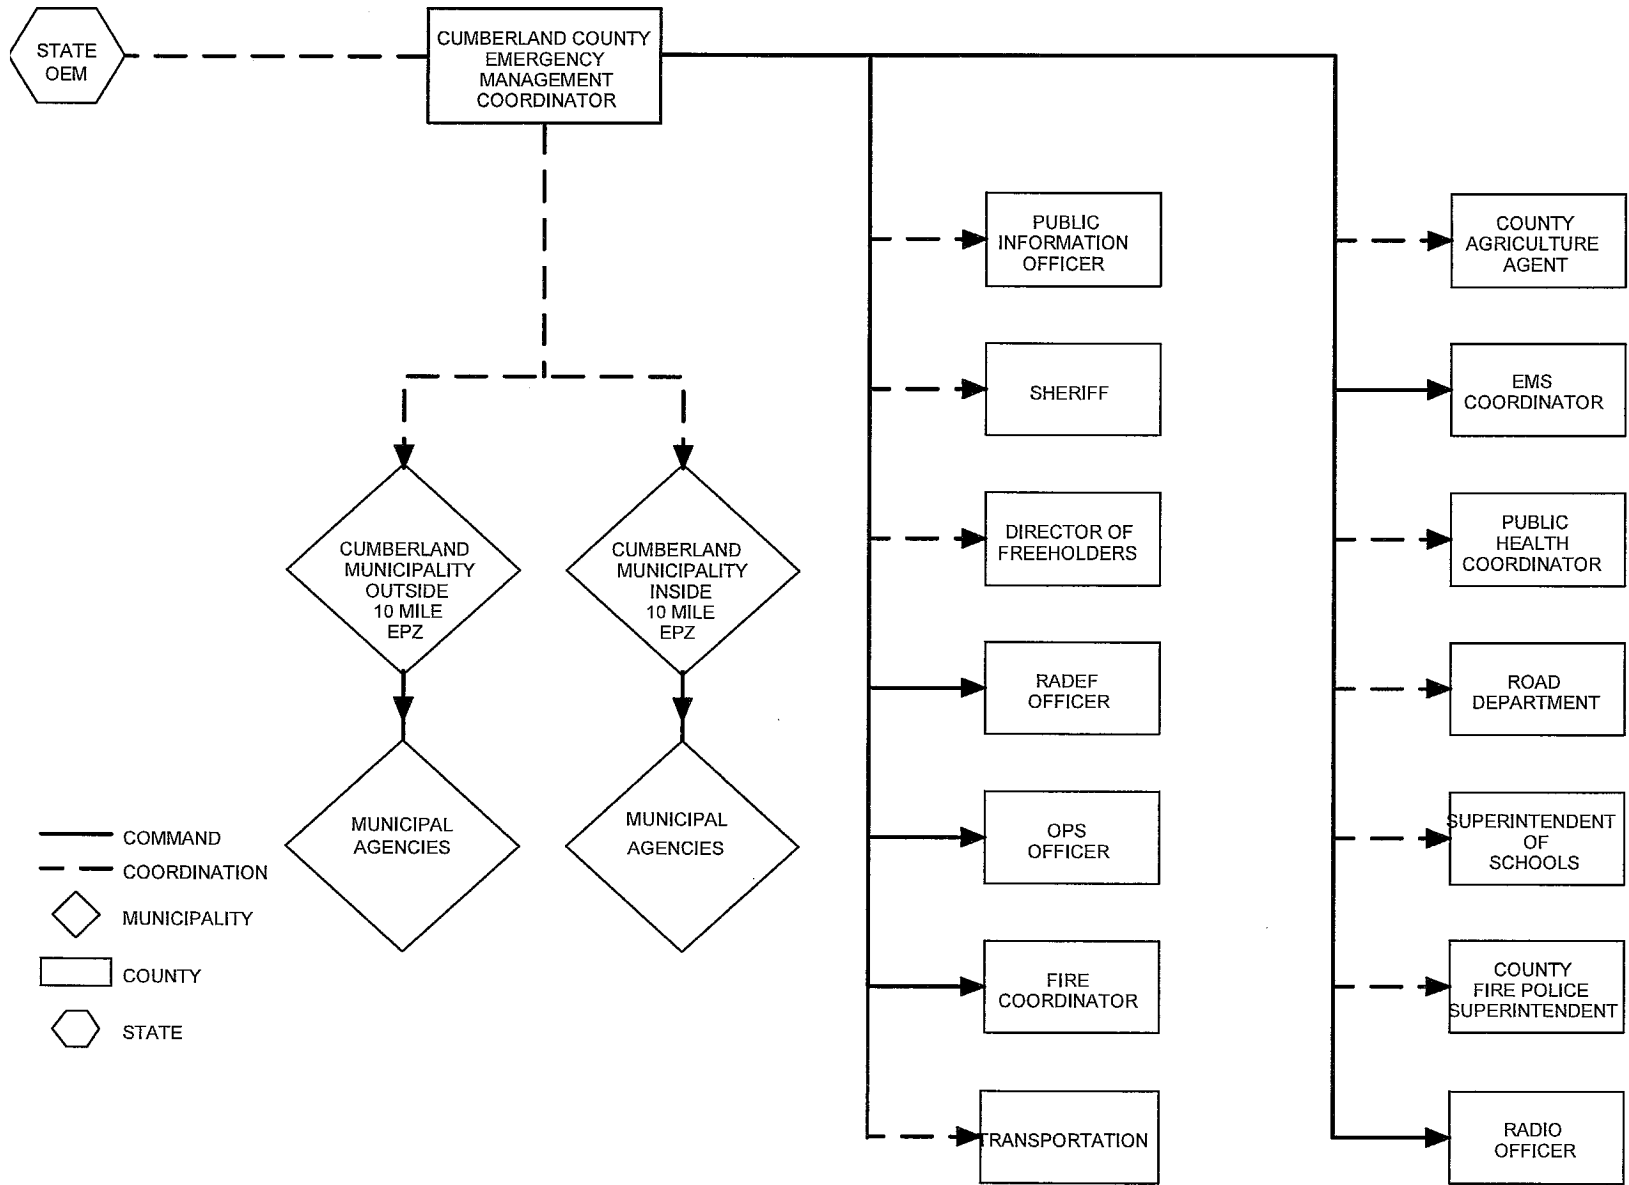 STATE
OEM
CUMBERLAND COUNTY
EMERGENCY
MANAGEMENT
COORDINATOR
PUBLIC
INFORMATION
OFFICER
COUNTY
AGRICULTURE
AGENT
SHERIFF
EMS
COORDINATOR
DIRECTOR OF
FREEHOLDERS
PUBLIC
HEALTH
COORDINATOR
CUMBERLAND
MUNICIPALITY
OUTSIDE
10 MILE
EPZ
CUMBERLAND
MUNICIPALITY
INSIDE
10 MILE
EPZ
RADEF
OFFICER
ROAD
DEPARTMENT
MUNICIPAL
AGENCIES
MUNICIPAL
AGENCIES
OPS
OFFICER
SUPERINTENDENT
OF
SCHOOLS
FIRE
COORDINATOR
COUNTY
FIRE POLICE
SUPERINTENDENT
TRANSPORTATION
RADIO
OFFICER
COMMAND
COORDINATION
MUNICIPALITY
COUNTY
STATE